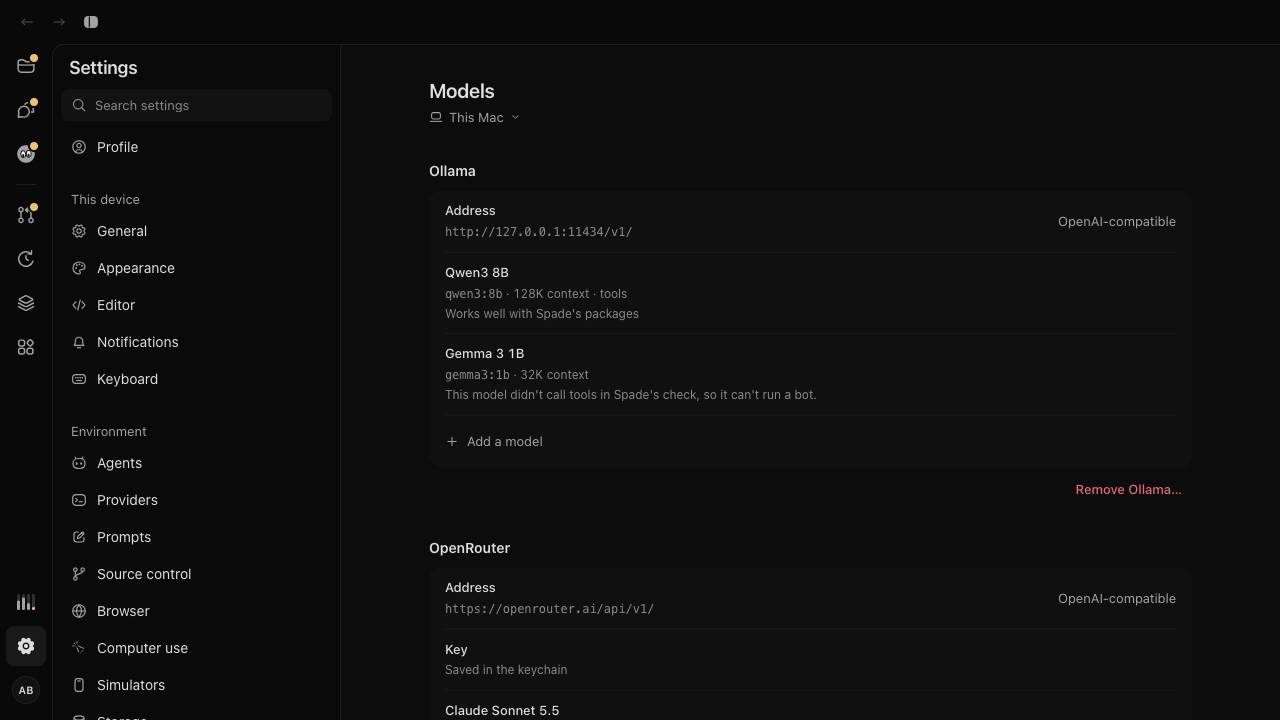 Settings
Search settings
Profile
This device
General
Appearance
Editor
Notifications
Keyboard
Environment
Agents
Providers
Prompts
Source control
Browser
Computer use
Simulators
Storage
AB
Models
This Mac
Ollama
Address
http://127.0.0.1:11434/v1/
OpenAI-compatible
Qwen3 8B
qwen3:8b · 128K context · tools
Works well with Spade's packages
Gemma 3 1B
gemma3:1b · 32K context
This model didn't call tools in Spade's check, so it can't run a bot.
Add a model
Remove Ollama...
OpenRouter
Address
https://openrouter.ai/api/v1/
OpenAI-compatible
Key
Saved in the keychain
Claude Sonnet 5.5